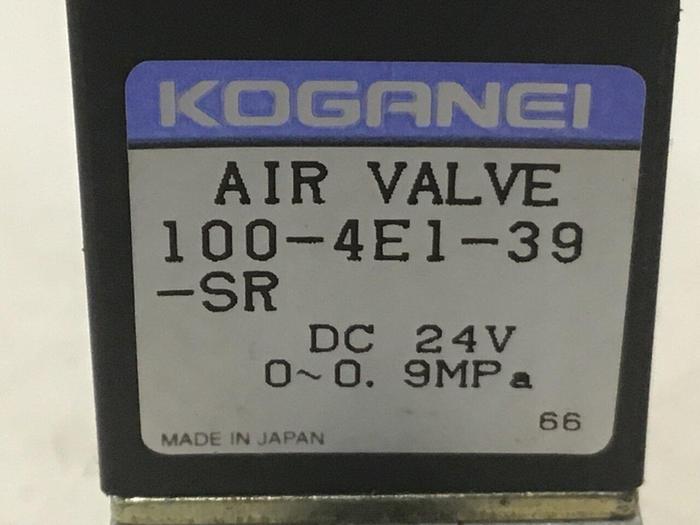 KOGANEI
AIR VALVE
100-4E1-39
-SR
DC 24V
0~0. 9MPa
66
MADE IN JAPAN